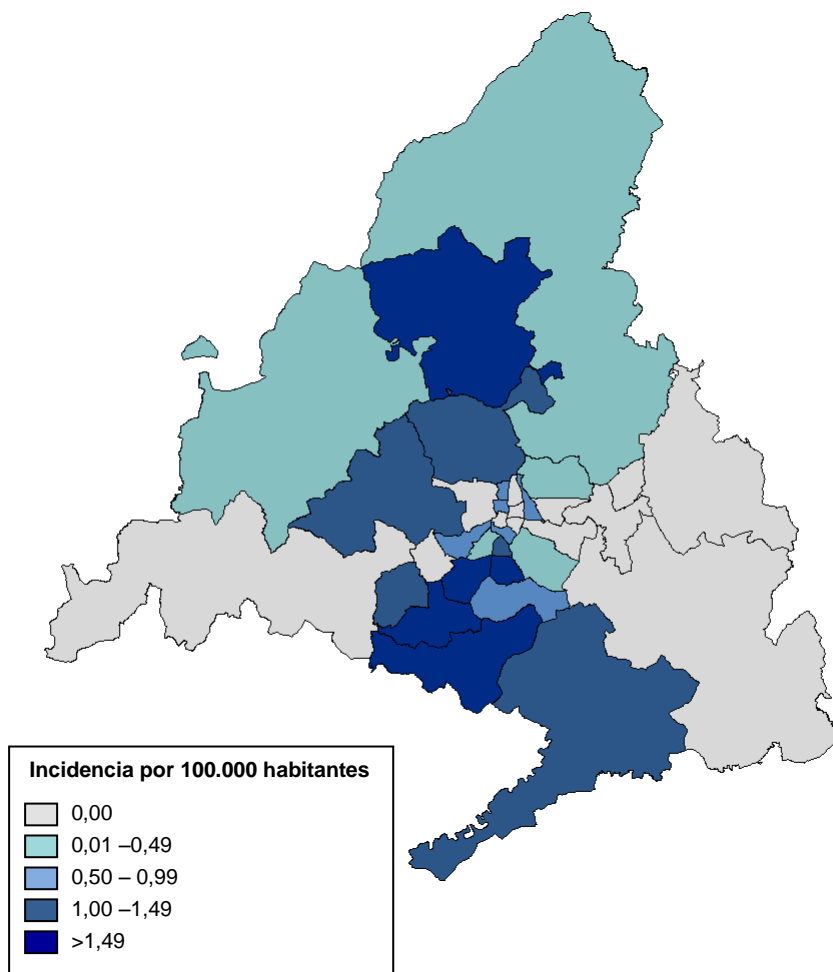 Incidencia por 100.000 habitantes
0,00
0,01 –0,49
0,50 – 0,99
1,00 –1,49
>1,49